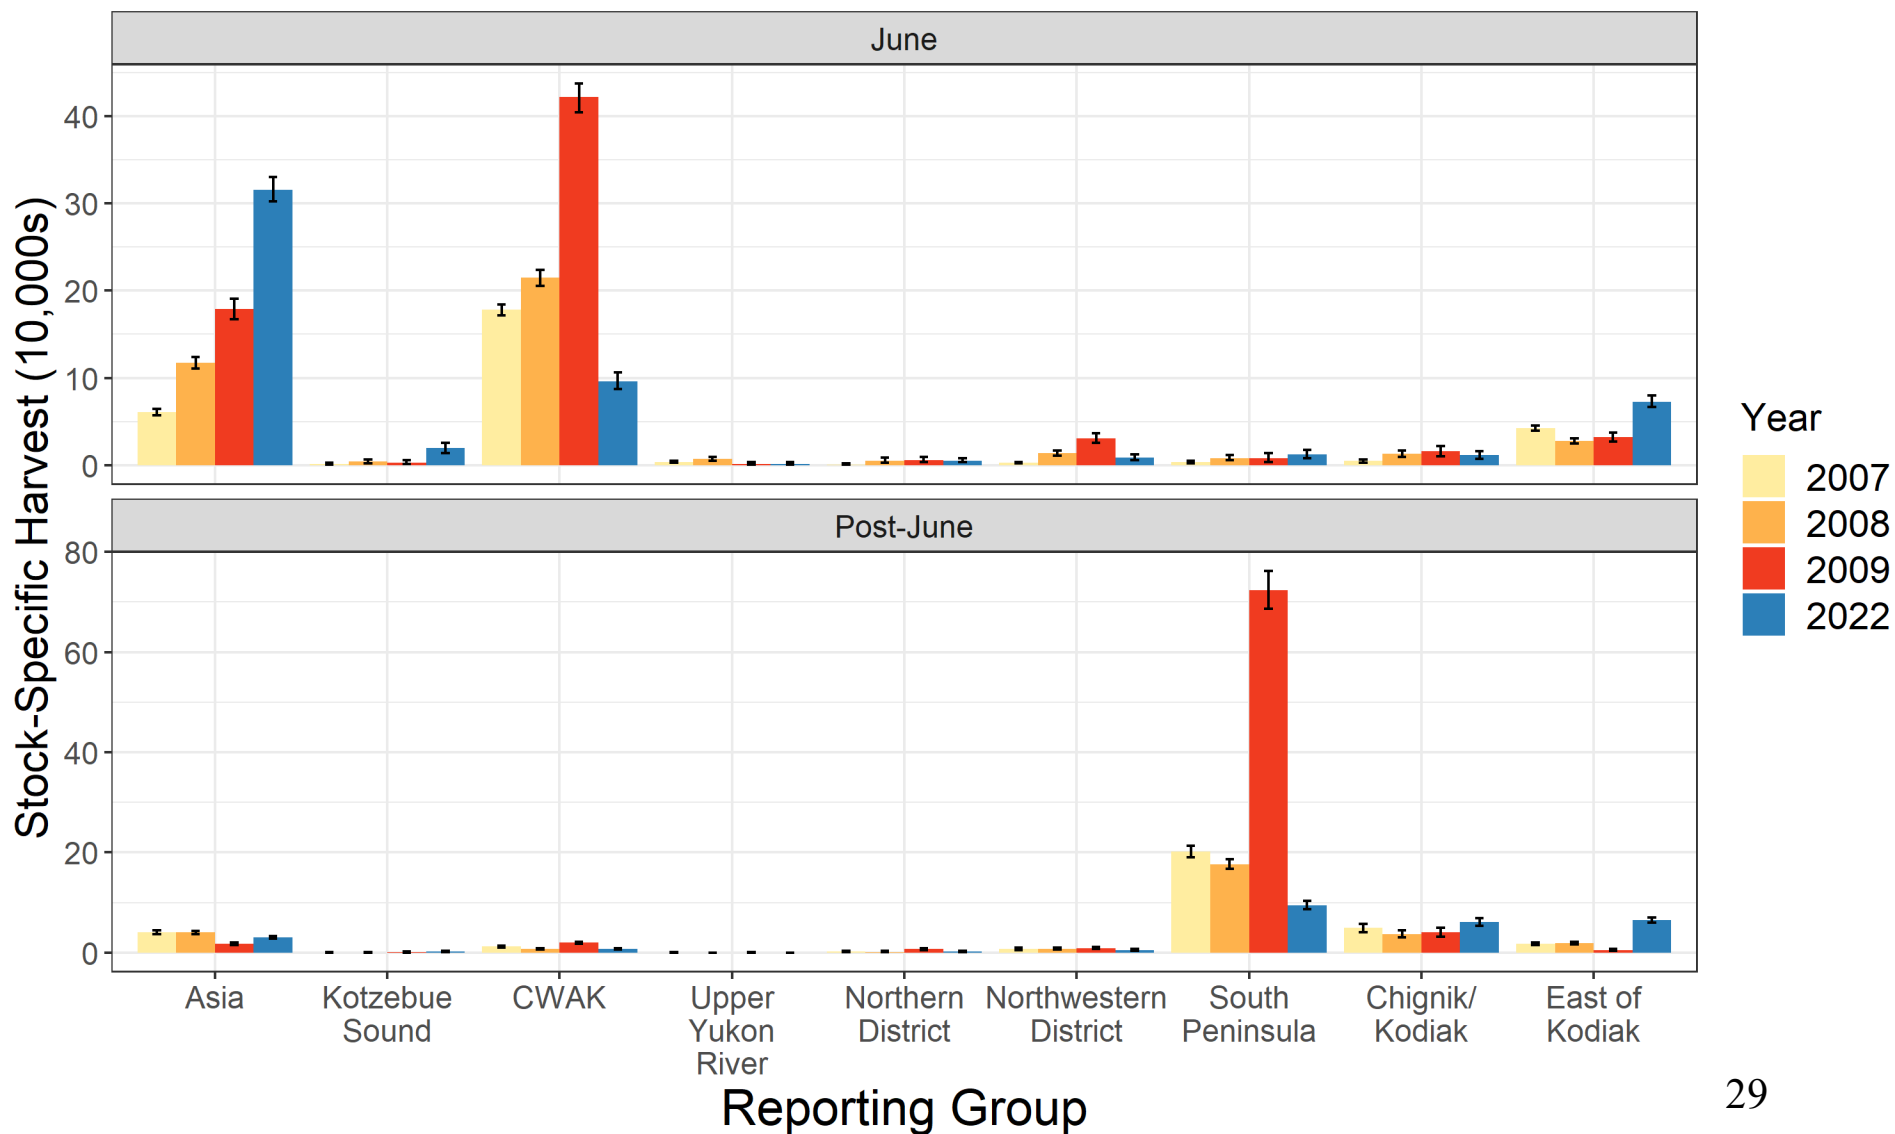 June
Stock-Specific Harvest (10,000s)
40
30
20
10
0
Post-June
80
60
40
20
0
Asia
Kotzebue
Sound
CWAK
Upper
Yukon
River
Northern
District
Northwestern
District
South
Peninsula
Chignik/
Kodiak
East of
Kodiak
Reporting Group
Year
2007
2008
2009
2022
29